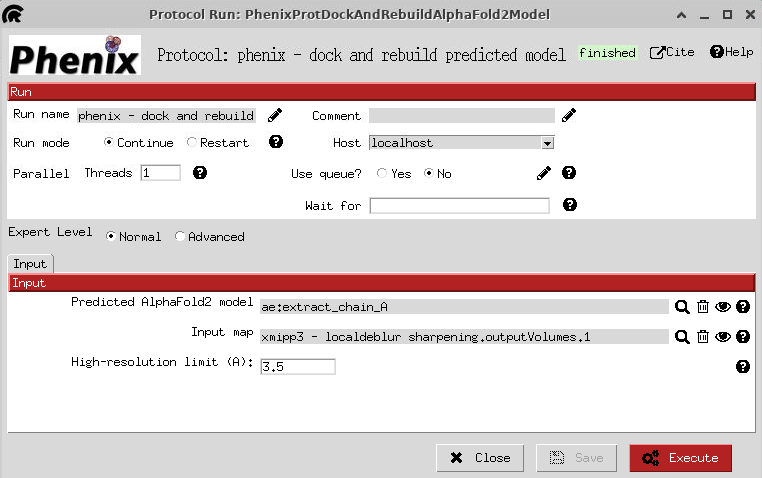 Protocol Run: PhenixProtDockAndRebuildAlphaFold2Model
Phenix Protocol: phenix - dock and rebuild predicted model finished Cite Help
Run
Run name phenix - dock and rebuild Comment
Run mode Continue Restart Host localhost
Parallel Threads 1 Use queue? Yes No
Wait for
Expert Level Normal Advanced
Input
Input
Predicted AlphaFold2 model ae:extract_chain_A
Input map xmipp3 - localdeblur sharpening.outputVolumes.1
High-resolution limit (A): 3.5
Close Save Execute